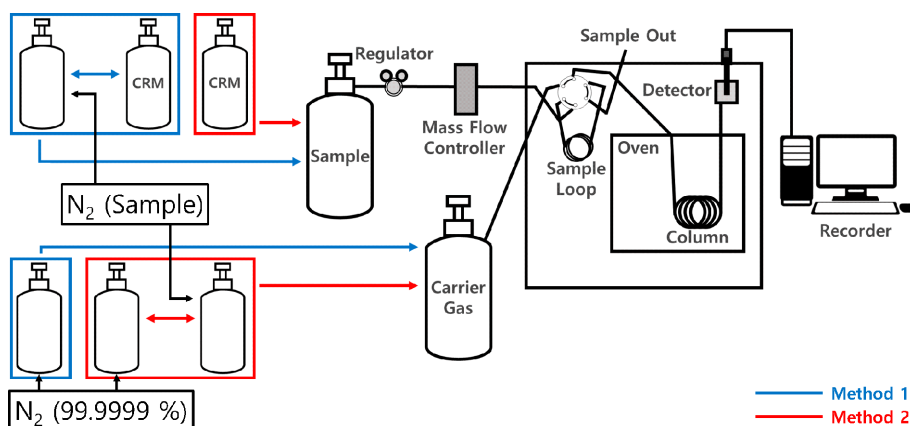 CRM
CRM
Regulator
Sample Out
Detector
Mass Flow
Controller
Sample
Sample
Loop
Oven
Column
Recorder
N₂ (Sample)
Carrier
Gas
N₂ (99.9999 %)
Method 1
Method 2